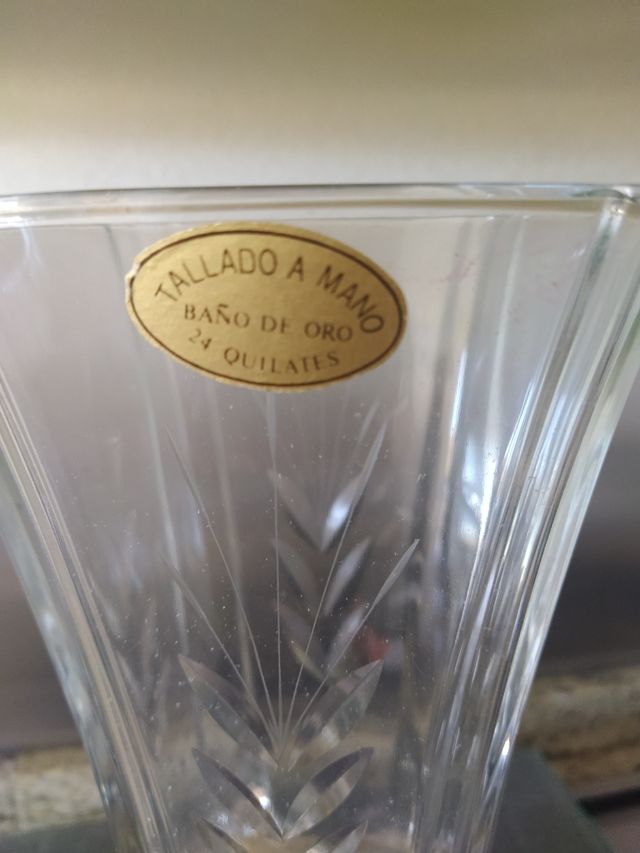 TALLADO A MANO
BAÑO DE ORO
24 QUILATES